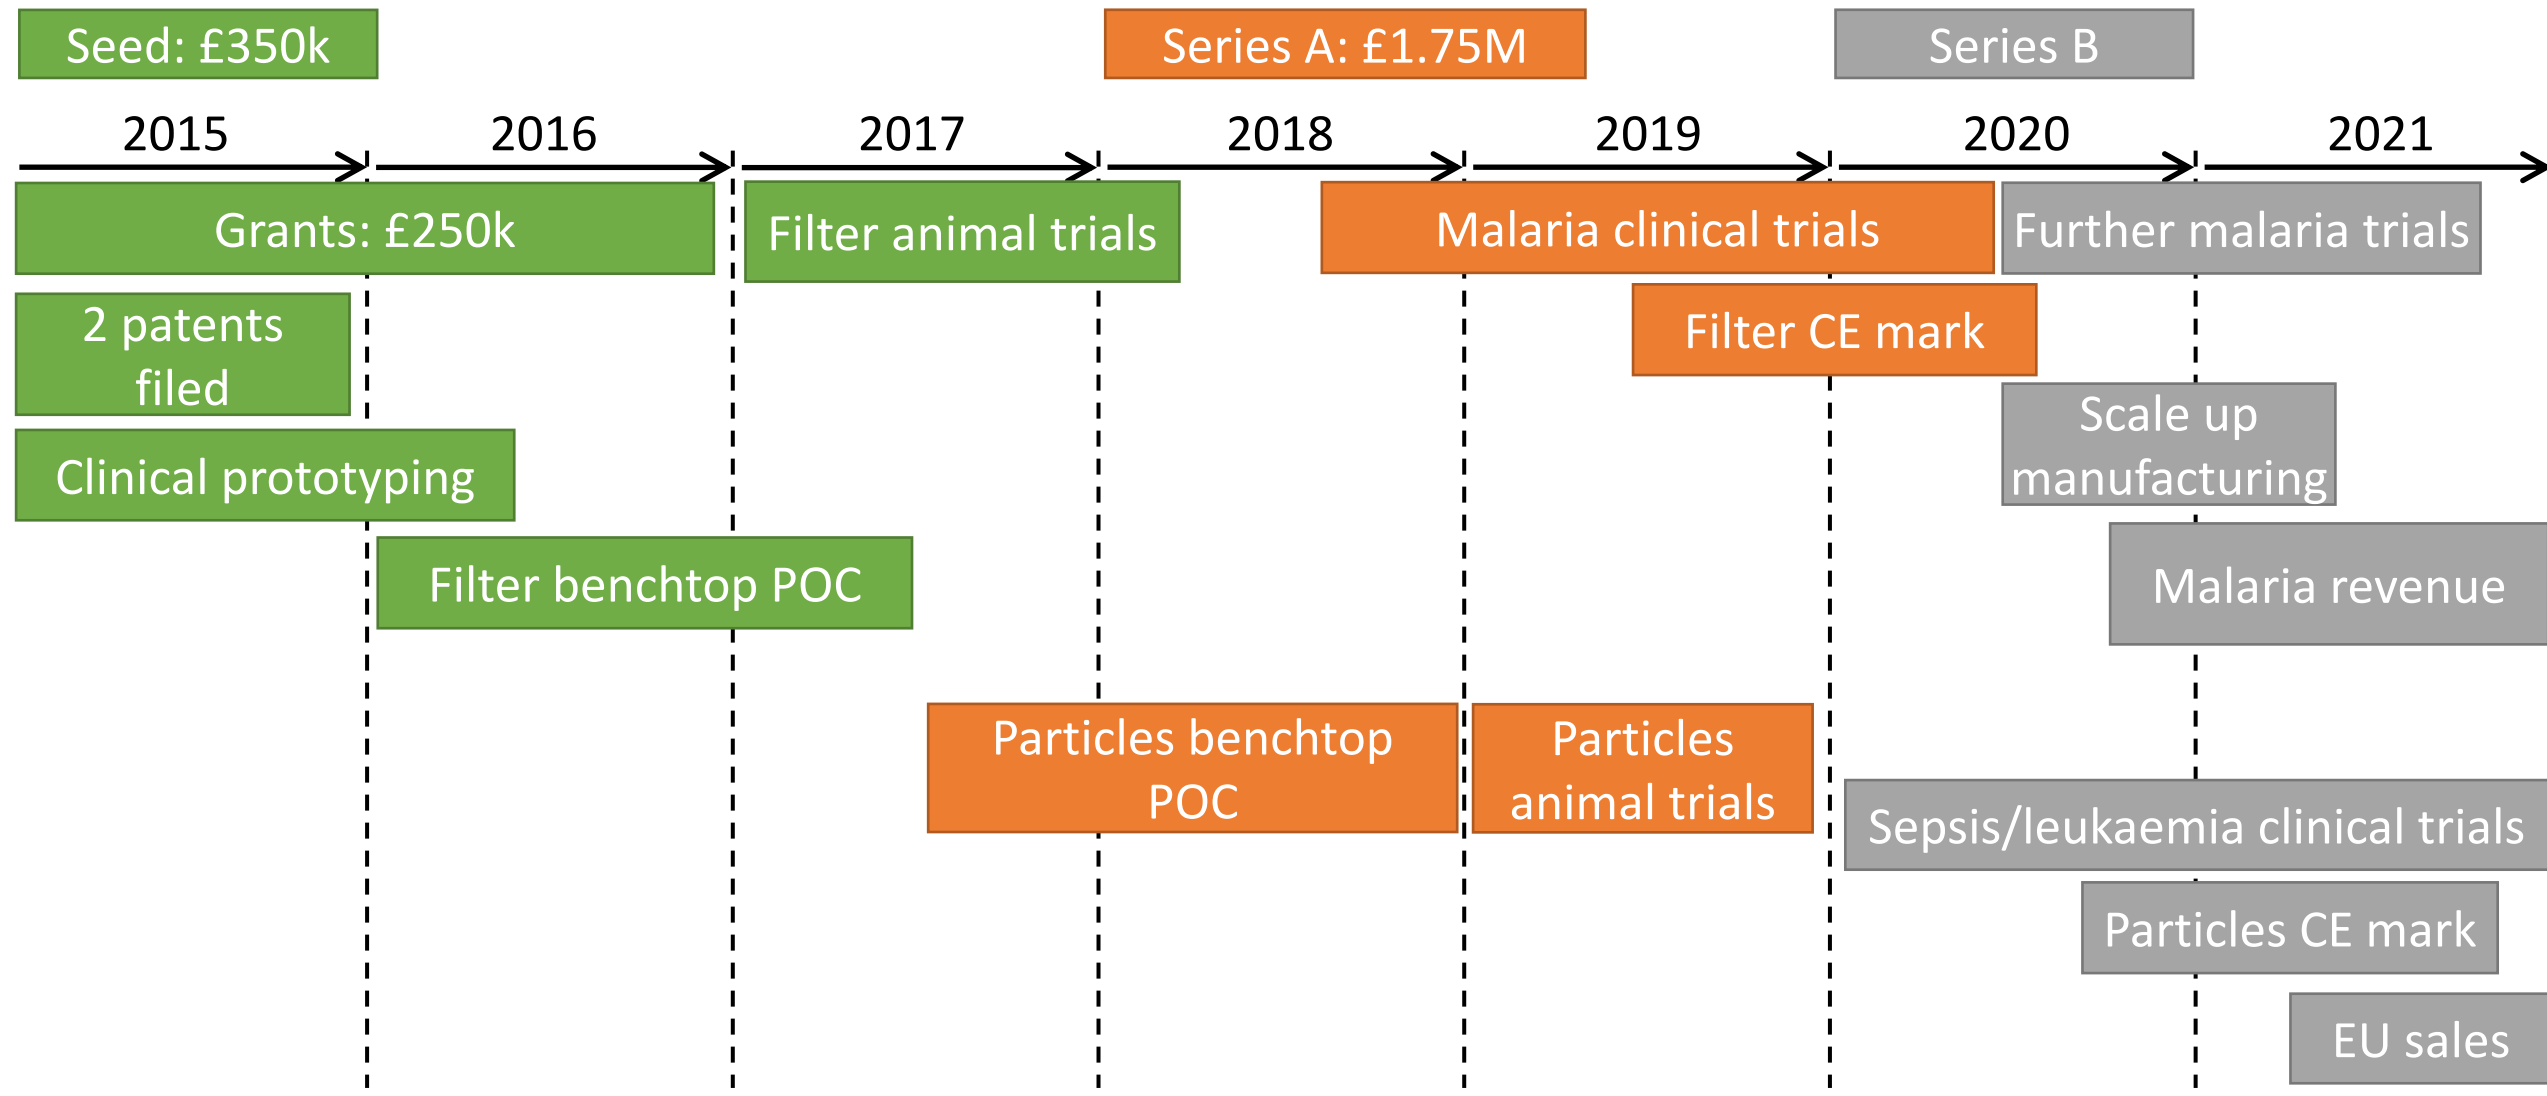 Seed: £350k
Series A: £1.75M
Series B
2015
2016
2017
2018
2019
2020
2021
Grants: £250k
Filter animal trials
Malaria clinical trials
Further malaria trials
2 patents
filed
Filter CE mark
Scale up
manufacturing
Clinical prototyping
Filter benchtop POC
Malaria revenue
Particles benchtop
POC
Particles
animal trials
Sepsis/leukaemia clinical trials
Particles CE mark
EU sales